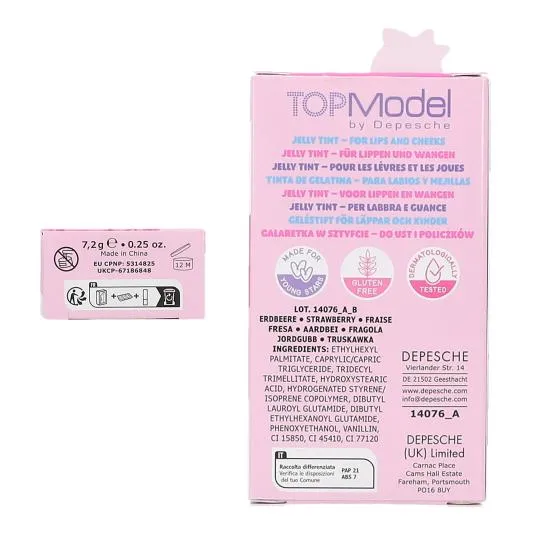 7,2g ℮ • 0.25 oz.
Made in China
EU CPNP: 5314825
UKCP-67186848
12 M
FR
TOPModel
by Depesche
JELLY TINT – FOR LIPS AND CHEEKS
JELLY TINT – FÜR LIPPEN UND WANGEN
JELLY TINT – POUR LES LÈVRES ET LES JOUES
TINTA DE GELATINA – PARA LABIOS Y MEJILLAS
JELLY TINT – VOOR LIPPEN EN WANGEN
JELLY TINT – PER LABBRA E GUANCE
GELÉSTIFT FÖR LÄPPAR OCH KINDER
GALARETKA W SZTYFCIE – DO UST I POLICZKÓW
MADE FOR
YOUNG STARS
GLUTEN
FREE
DERMATOLOGICALLY
TESTED
LOT. 14076_A_B
ERDBEERE • STRAWBERRY • FRAISE
FRESA • AARDBEI • FRAGOLA
JORDGUBB • TRUSKAWKA
INGREDIENTS: ETHYLHEXYL
PALMITATE, CAPRYLIC/CAPRIC
TRIGLYCERIDE, TRIDECYL
TRIMELLITATE, HYDROXYSTEARIC
ACID, HYDROGENATED STYRENE/
ISOPRENE COPOLYMER, DIBUTYL
LAUROYL GLUTAMIDE, DIBUTYL
ETHYLHEXANOYL GLUTAMIDE,
PHENOXYETHANOL, VANILLIN,
CI 15850, CI 45410, CI 77120
IT
Raccolta differenziata
Verifica le disposizioni
del tuo Comune
PAP 21
ABS 7
DEPESCHE
Vierlander Str. 14
DE 21502 Geesthacht
www.depesche.com
info@depesche.com
14076_A
DEPESCHE
(UK) Limited
Carnac Place
Cams Hall Estate
Fareham, Portsmouth
PO16 8UY